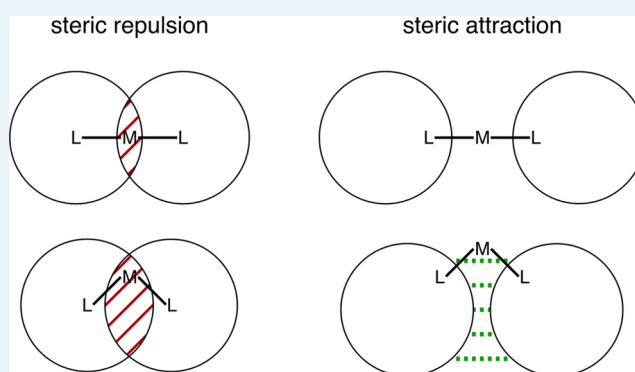 steric repulsion
steric attraction
L M L
L M L
M
L L
M
L L